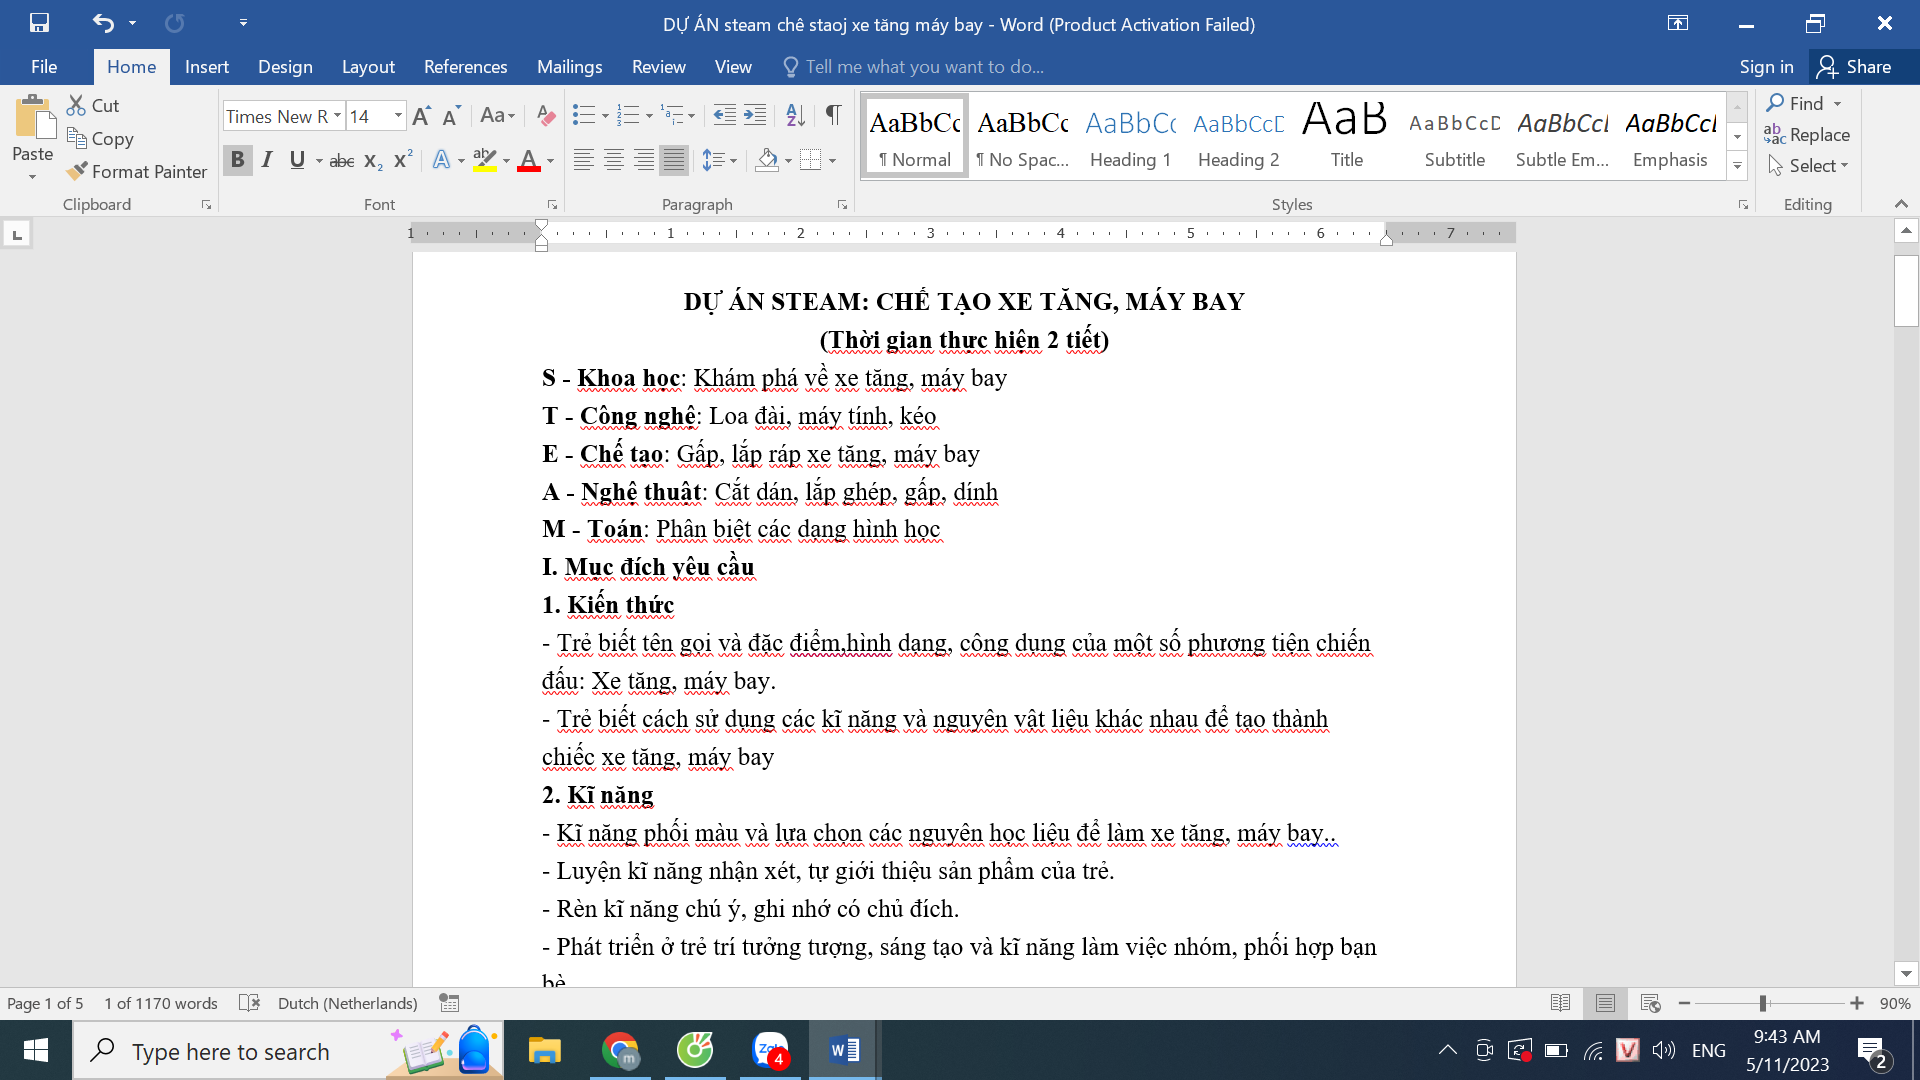 DỰ ÁN steam chê staoj xe tăng máy bay - Word (Product Activation Failed)
File Home Insert Design Layout References Mailings Review View Tell me what you want to do... Sign in Share
Paste
Cut
Copy
Format Painter
Clipboard
Times New R 14
Font
Paragraph
AaBbCc AaBbCc AaBbCc AaBbCcD AaB AaBbCcD AaBbCcL AaBbCcL
¶ Normal ¶ No Spac... Heading 1 Heading 2 Title Subtitle Subtle Em... Emphasis
Styles
Find
Replace
Select
Editing
1 1 2 3 4 5 6 7
DỰ ÁN STEAM: CHẾ TẠO XE TĂNG, MÁY BAY
(Thời gian thực hiện 2 tiết)
S - Khoa học: Khám phá về xe tăng, máy bay
T - Công nghệ: Loa đài, máy tính, kéo
E - Chế tạo: Gấp, lắp ráp xe tăng, máy bay
A - Nghệ thuật: Cắt dán, lắp ghép, gấp, dính
M - Toán: Phân biệt các dạng hình học
I. Mục đích yêu cầu
1. Kiến thức
- Trẻ biết tên gọi và đặc điểm,hình dạng, công dụng của một số phương tiện chiến
đấu: Xe tăng, máy bay.
- Trẻ biết cách sử dụng các kĩ năng và nguyên vật liệu khác nhau để tạo thành
chiếc xe tăng, máy bay
2. Kĩ năng
- Kĩ năng phối màu và lựa chọn các nguyên học liệu để làm xe tăng, máy bay..
- Luyện kĩ năng nhận xét, tự giới thiệu sản phẩm của trẻ.
- Rèn kĩ năng chú ý, ghi nhớ có chủ đích.
- Phát triển ở trẻ trí tưởng tượng, sáng tạo và kĩ năng làm việc nhóm, phối hợp bạn
bè
Page 1 of 5 1 of 1170 words Dutch (Netherlands) 90%
Type here to search
Zalo 4
ENG
9:43 AM
5/11/2023
2